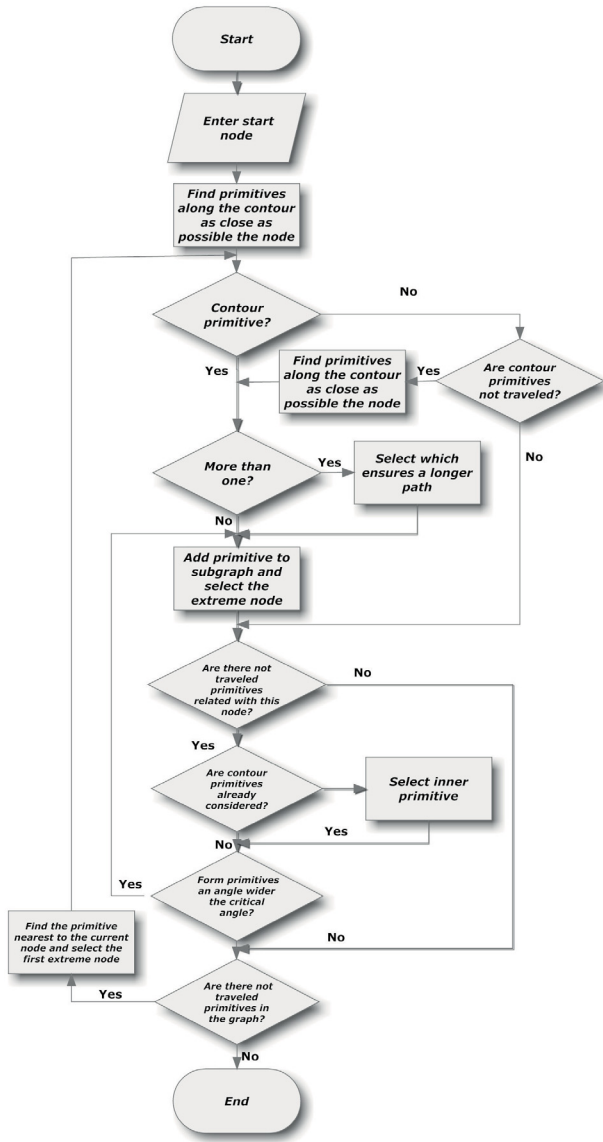 Start
Enter start
node
Find primitives
along the contour
as close as
possible the node
Contour
primitive?
No
Yes
Find primitives
along the contour
as close as
possible the node
Yes
Are contour
primitives
not traveled?
No
More than
one?
Yes
Select which
ensures a longer
path
No
Add primitive to
subgraph and
select the
extreme node
Are there not
traveled
primitives
related with this
node?
No
Yes
Are contour
primitives
already
considered?
Select inner
primitive
Yes
No
Form primitives
an angle wider
the critical
angle?
Yes
No
Find the primitive
nearest to the current
node and select the
first extreme node
Are there not
traveled
primitives in
the graph?
Yes
No
End